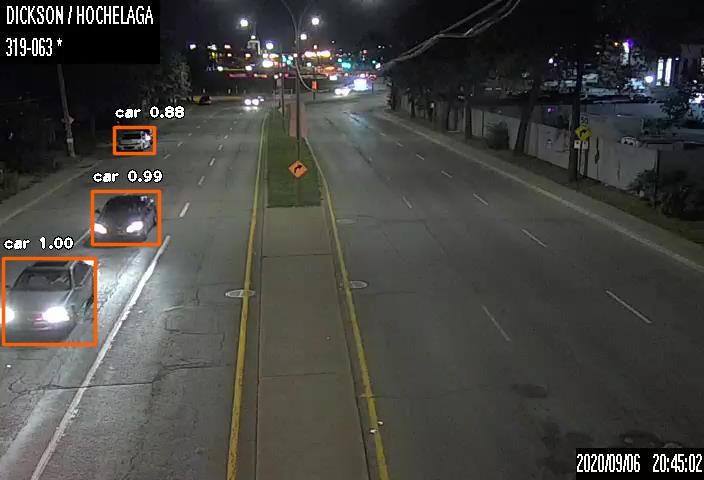 DICKSON / HOCHELAGA
319-063 *
car 0.88
car 0.99
car 1.00
2020/09/06 20:45:02